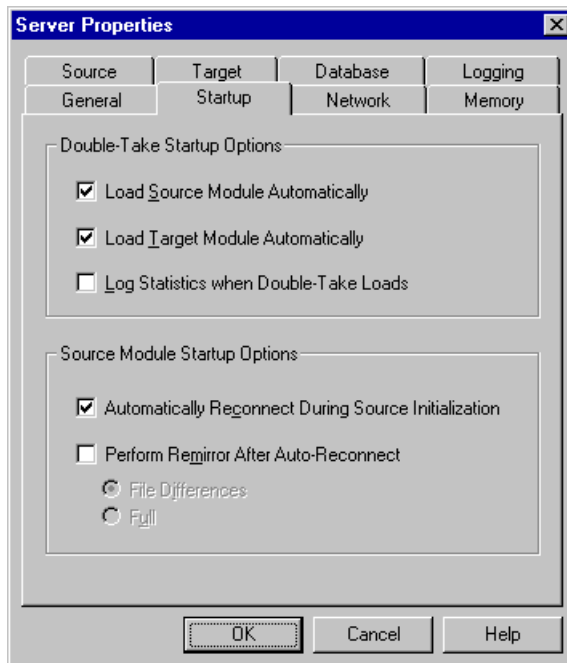 Server Properties
Source Target Database Logging
General Startup Network Memory
Double-Take Startup Options
Load Source Module Automatically
Load Target Module Automatically
Log Statistics when Double-Take Loads
Source Module Startup Options
Automatically Reconnect During Source Initialization
Perform Remirror After Auto-Reconnect
File Differences
Full
OK Cancel Help